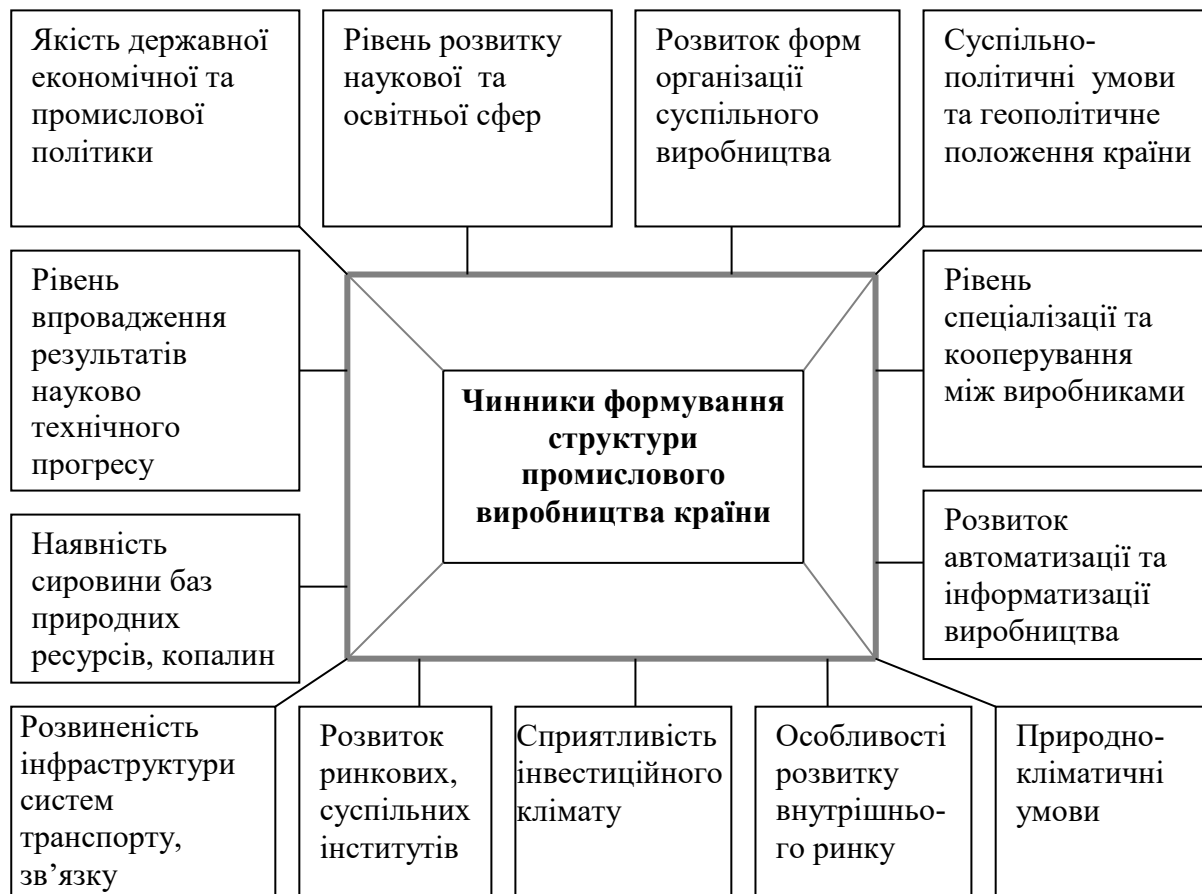 Якість державної
економічної та
промислової
політики
Рівень розвитку
наукової та
освітньої сфер
Розвиток форм
організації
суспільного
виробництва
Суспільно-
політичні умови
та геополітичне
положення країни
Рівень
впровадження
результатів
науково
технічного
прогресу
Чинники формування
структури
промислового
виробництва країни
Рівень
спеціалізації та
кооперування
між виробниками
Наявність
сировини баз
природних
ресурсів, копалин
Розвиток
автоматизації та
інформатизації
виробництва
Розвиненість
інфраструктури
систем
транспорту,
зв’язку
Розвиток
ринкових,
суспільних
інститутів
Сприятливість
інвестиційного
клімату
Особливості
розвитку
внутрішньо-
го ринку
Природно-
кліматичні
умови